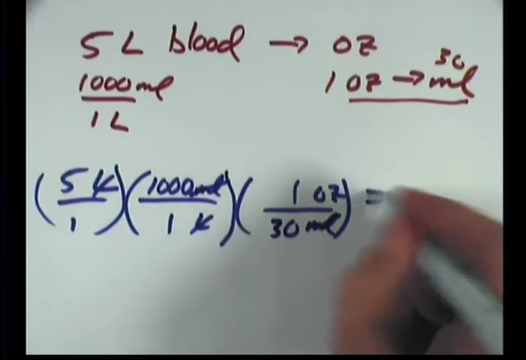 5 L blood → oz
30
1000 ml 1 oz → ml
1 L
(5 L/1)(1000 ml/1 L)(1 oz/30 ml) =